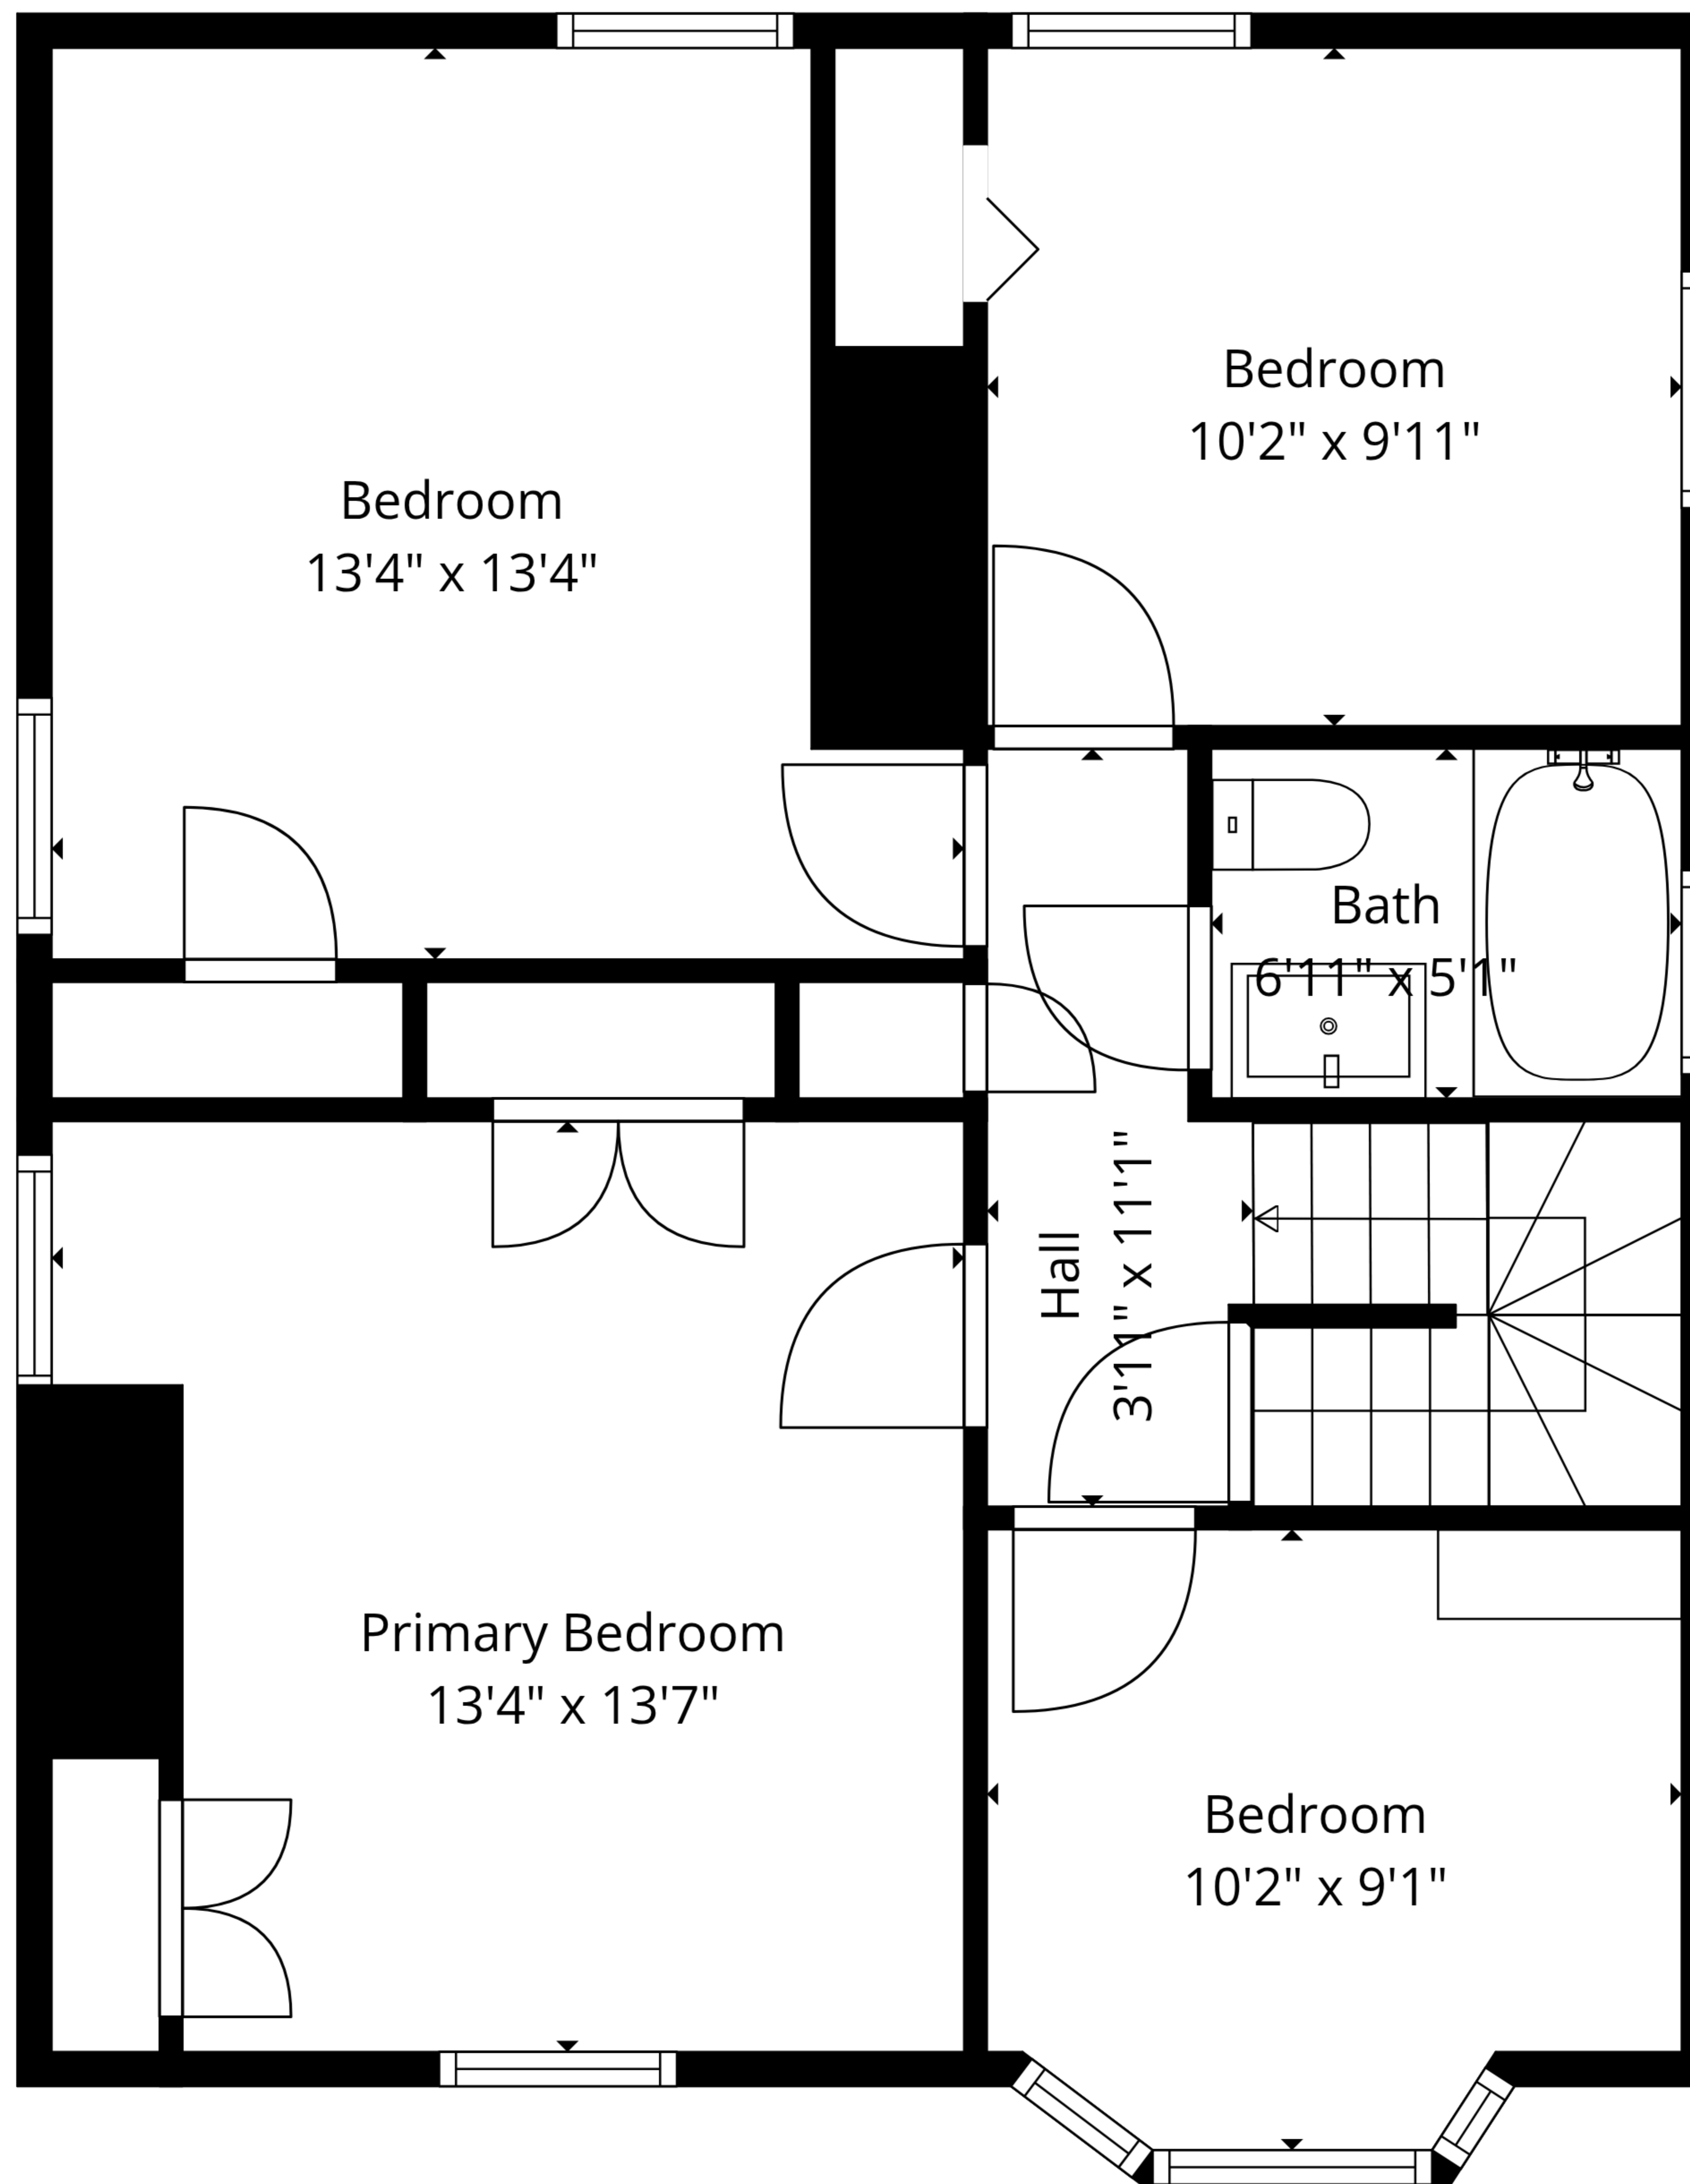 Bedroom
10'2" x 9'11"
Bedroom
13'4" x 13'4"
Bath
6'11" x 5'1"
Hall
3'11" x 11'1"
Primary Bedroom
13'4" x 13'7"
Bedroom
10'2" x 9'1"